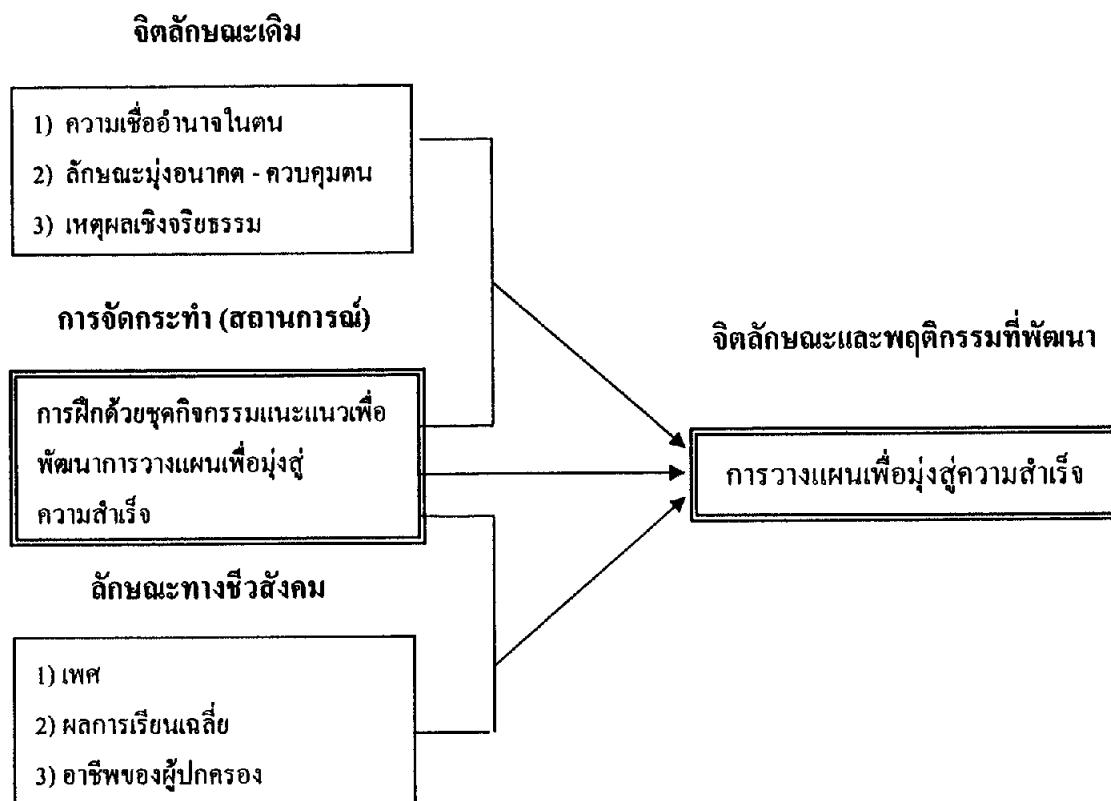 จิตลักษณะเดิม
1) ความเชื่ออำนาจในตน
2) ลักษณะมุ่งอนาคต - ควบคุมตน
3) เหตุผลเชิงจริยธรรม
การจัดกระทำ (สถานการณ์)
การฝึกด้วยชุดกิจกรรมแนะแนวเพื่อ
พัฒนาการวางแผนเพื่อมุ่งสู่
ความสำเร็จ
ลักษณะทางชีวสังคม
1) เพศ
2) ผลการเรียนเฉลี่ย
3) อาชีพของผู้ปกครอง
จิตลักษณะและพฤติกรรมที่พัฒนา
การวางแผนเพื่อมุ่งสู่ความสำเร็จ